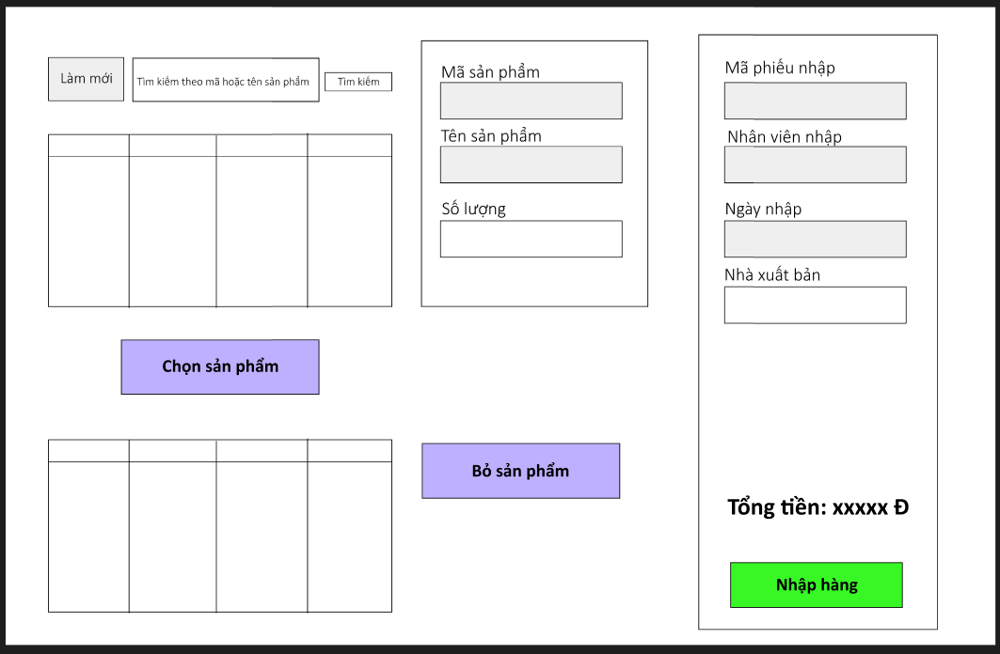 Làm mới
Tìm kiếm theo mã hoặc tên sản phẩm
Tìm kiếm
Chọn sản phẩm
Mã sản phẩm
Tên sản phẩm
Số lượng
Bỏ sản phẩm
Mã phiếu nhập
Nhân viên nhập
Ngày nhập
Nhà xuất bản
Tổng tiền: xxxxx Đ
Nhập hàng